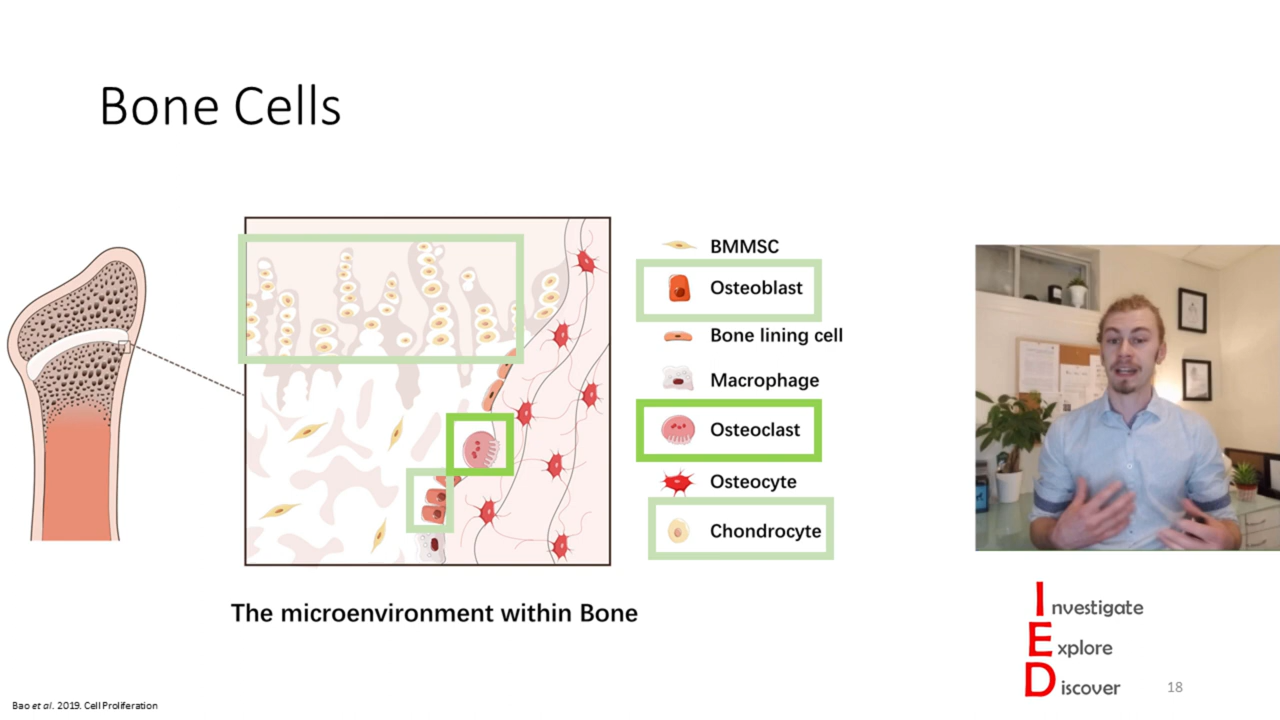 Bone Cells
BMMSC
Osteoblast
Bone lining cell
Macrophage
Osteoclast
Osteocyte
Chondrocyte
The microenvironment within Bone
Investigate
Explore
Discover
18
Bao et al. 2019. Cell Proliferation